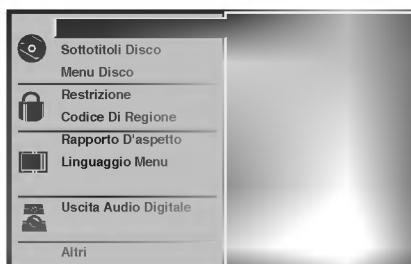 Sottotitoli Disco
Menu Disco
Restrizione
Codice Di Regione
Rapporto D'aspetto
Linguaggio Menu
Uscita Audio Digitale
Altri